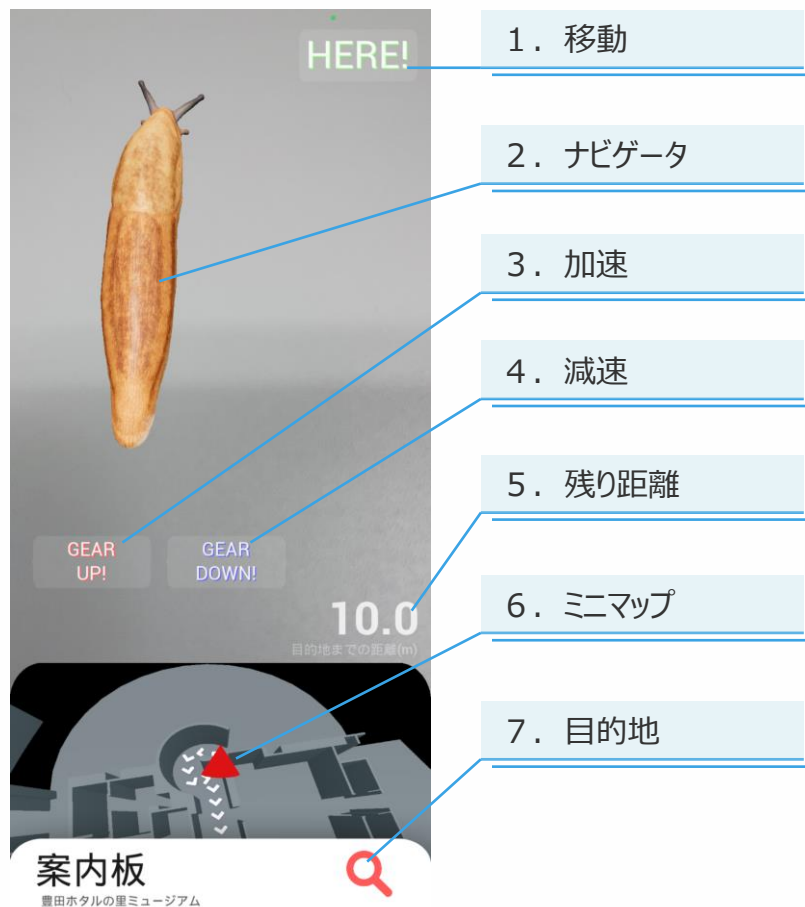 HERE!
１．移動
２．ナビゲータ
３．加速
４．減速
５．残り距離
６．ミニマップ
７．目的地
GEAR
UP!
GEAR
DOWN!
10.0
目的地までの距離(m)
案内板
豊田ホタルの里ミュージアム